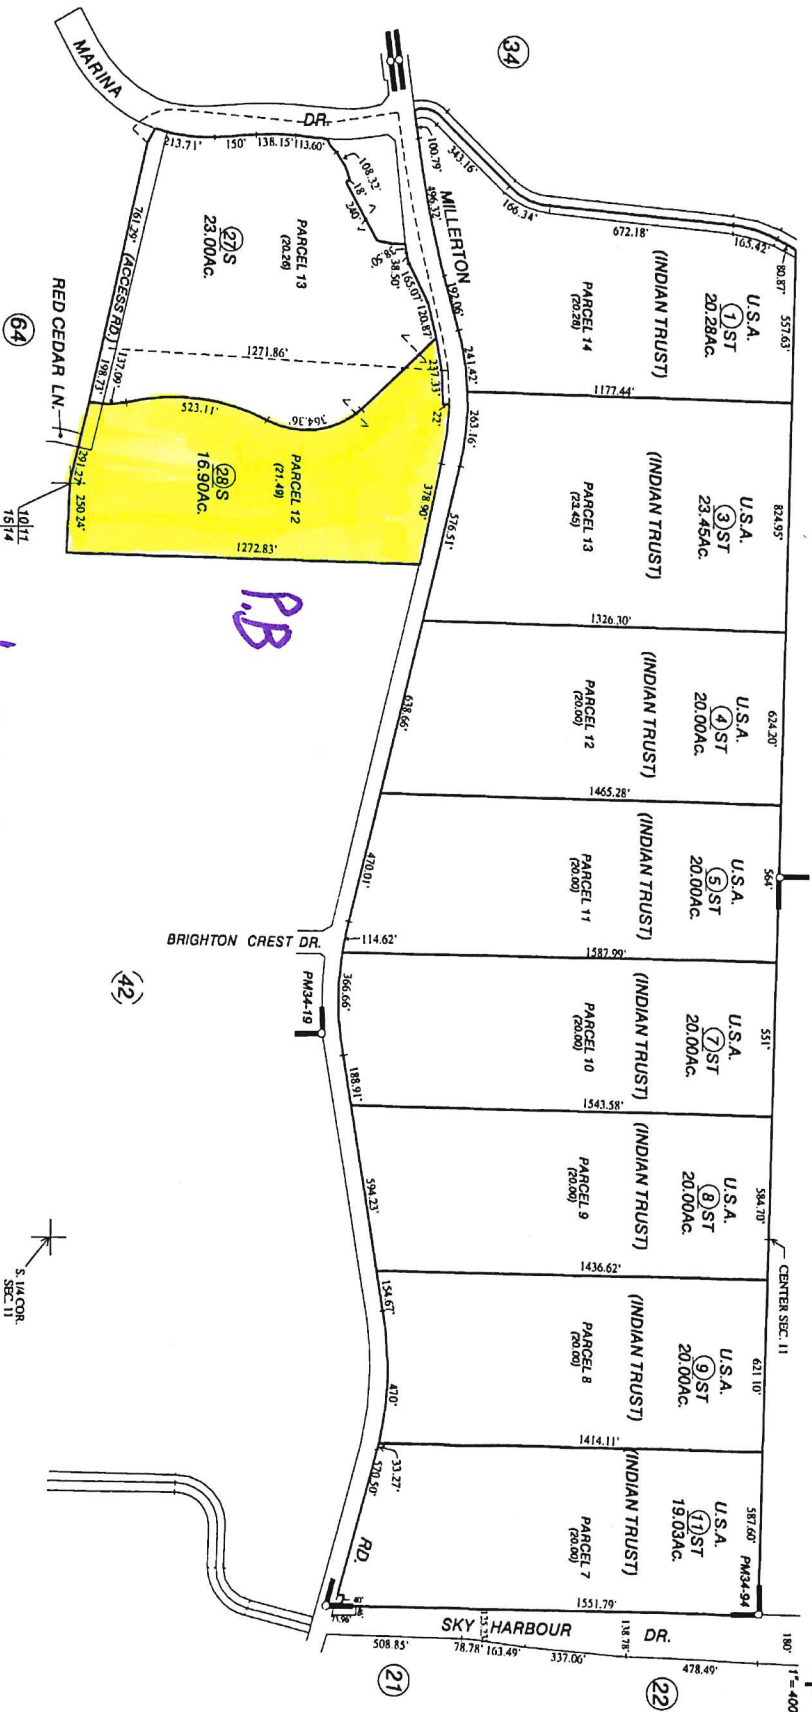 34
MARINA
DR.
213.71'
150'
138.15'
113.60'
108.32'
18'
240'
38.50'
165.07'
120.87'
237.33'
22'
100.79'
343.16'
166.34'
672.18'
165.42'
80.87'
MILLERTON
496.32'
192.06'
241.42'
263.16'
576.51'
378.90'
638.66'
470.01'
114.62'
366.66'
188.91'
594.23'
154.67'
470'
33.27'
570.50'
RD.
557.63'
U.S.A.
1 ST
20.28Ac.
(INDIAN TRUST)
PARCEL 14
(20.28)
1177.44'
824.95'
U.S.A.
3 ST
23.45Ac.
(INDIAN TRUST)
PARCEL 13
(23.45)
1326.30'
624.20'
U.S.A.
4 ST
20.00Ac.
(INDIAN TRUST)
PARCEL 12
(20.00)
1465.28'
564'
U.S.A.
5 ST
20.00Ac.
(INDIAN TRUST)
PARCEL 11
(20.00)
1587.99'
551'
U.S.A.
7 ST
20.00Ac.
(INDIAN TRUST)
PARCEL 10
(20.00)
1543.58'
584.70'
CENTER SEC. 11
U.S.A.
8 ST
20.00Ac.
(INDIAN TRUST)
PARCEL 9
(20.00)
1436.62'
621.10'
U.S.A.
9 ST
20.00Ac.
(INDIAN TRUST)
PARCEL 8
(20.00)
1414.11'
587.60'
PM34-94
U.S.A.
11 ST
19.03Ac.
(INDIAN TRUST)
PARCEL 7
(20.00)
1551.79'
PARCEL 13
(20.26)
27 S
23.00Ac.
1271.86'
761.29'
(ACCESS RD.)
137.09'
198.73'
RED CEDAR LN.
64
523.11'
364.36'
PARCEL 12
(21.49)
28 S
16.90Ac.
291.27'
250.24'
1272.83'
10 11
15 14
P.B
BRIGHTON CREST DR.
PM34-19
(42)
S. 1/4 COR.
SEC. 11
40'
71.96'
SKY HARBOUR DR.
138.78'
180'
508.85'
78.78'
163.49'
337.06'
478.49'
1"= 400'
21
22